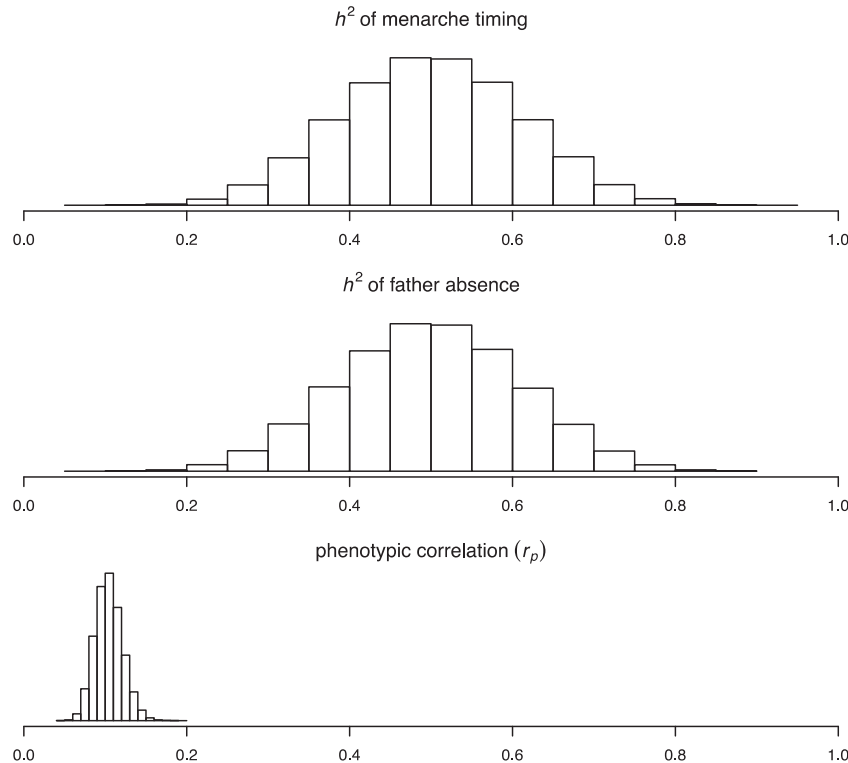 h² of menarche timing
0.0 0.2 0.4 0.6 0.8 1.0
h² of father absence
0.0 0.2 0.4 0.6 0.8 1.0
phenotypic correlation (rₚ)
0.0 0.2 0.4 0.6 0.8 1.0